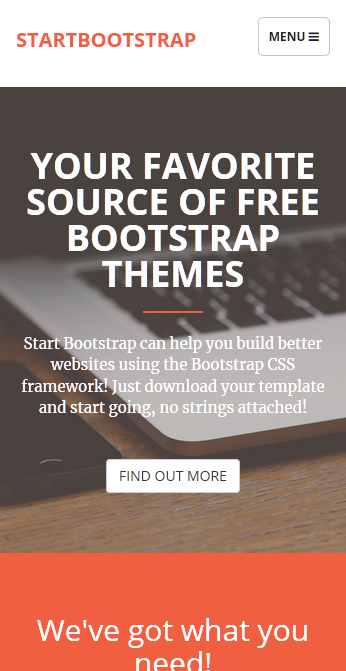 STARTBOOTSTRAP
MENU
YOUR FAVORITE
SOURCE OF FREE
BOOTSTRAP
THEMES
Start Bootstrap can help you build better
websites using the Bootstrap CSS
framework! Just download your template
and start going, no strings attached!
FIND OUT MORE
We've got what you
need!